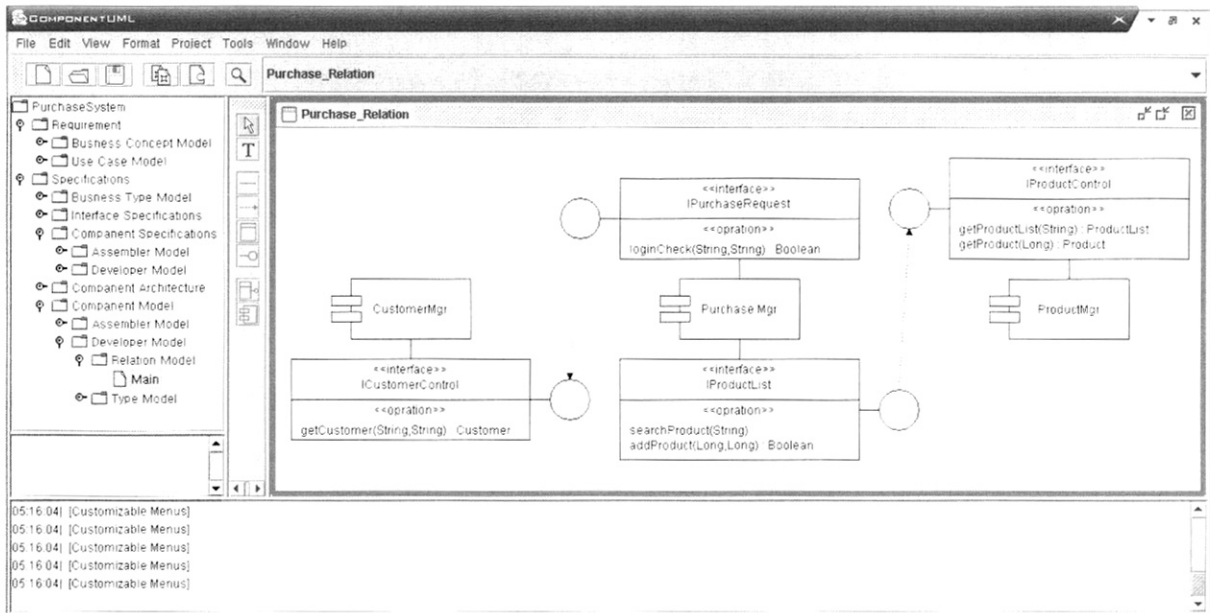 COMPONENTUML
File Edit View Format Project Tools Window Help
Purchase_Relation
PurchaseSystem
Requirement
Busness Concept Model
Use Case Model
Specifications
Business Type Model
Interface Specifications
Component Specifications
Assembler Model
Developer Model
Component Architecture
Component Model
Assembler Model
Developer Model
Relation Model
Main
Type Model
T
Purchase_Relation
<<interface>>
IPurchaseRequest
<<opration>>
loginCheck(String,String) : Boolean
<<interface>>
IProductControl
<<opration>>
getProductList(String) : ProductList
getProduct(Long) : Product
CustomerMgr
Purchase Mgr
ProductMgr
<<interface>>
ICustomerControl
<<opration>>
getCustomer(String,String) : Customer
<<interface>>
IProductList
<<opration>>
searchProduct(String)
addProduct(Long,Long) : Boolean
05:16:04| [Customizable Menus]
05:16:04| [Customizable Menus]
05:16:04| [Customizable Menus]
05:16:04| [Customizable Menus]
05:16:04| [Customizable Menus]